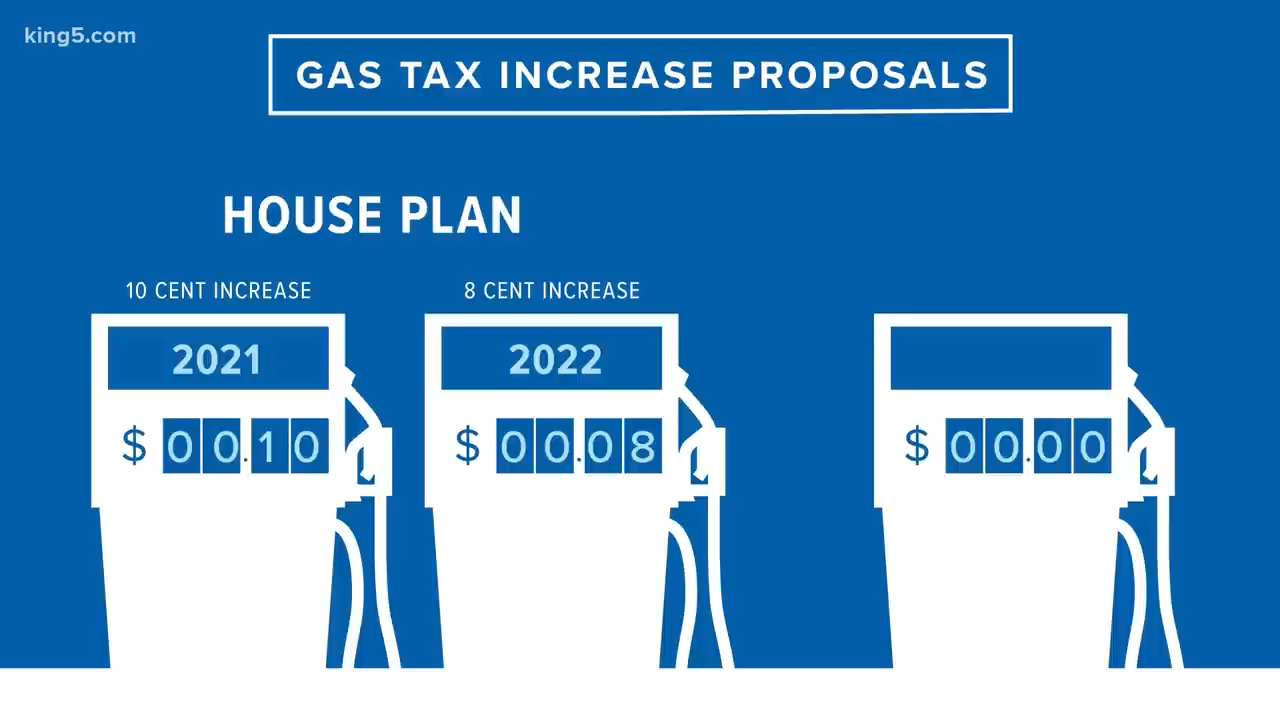 king5.com
GAS TAX INCREASE PROPOSALS
HOUSE PLAN
10 CENT INCREASE
8 CENT INCREASE
2021
2022
$ 00.10
$ 00.08
$ 00.00